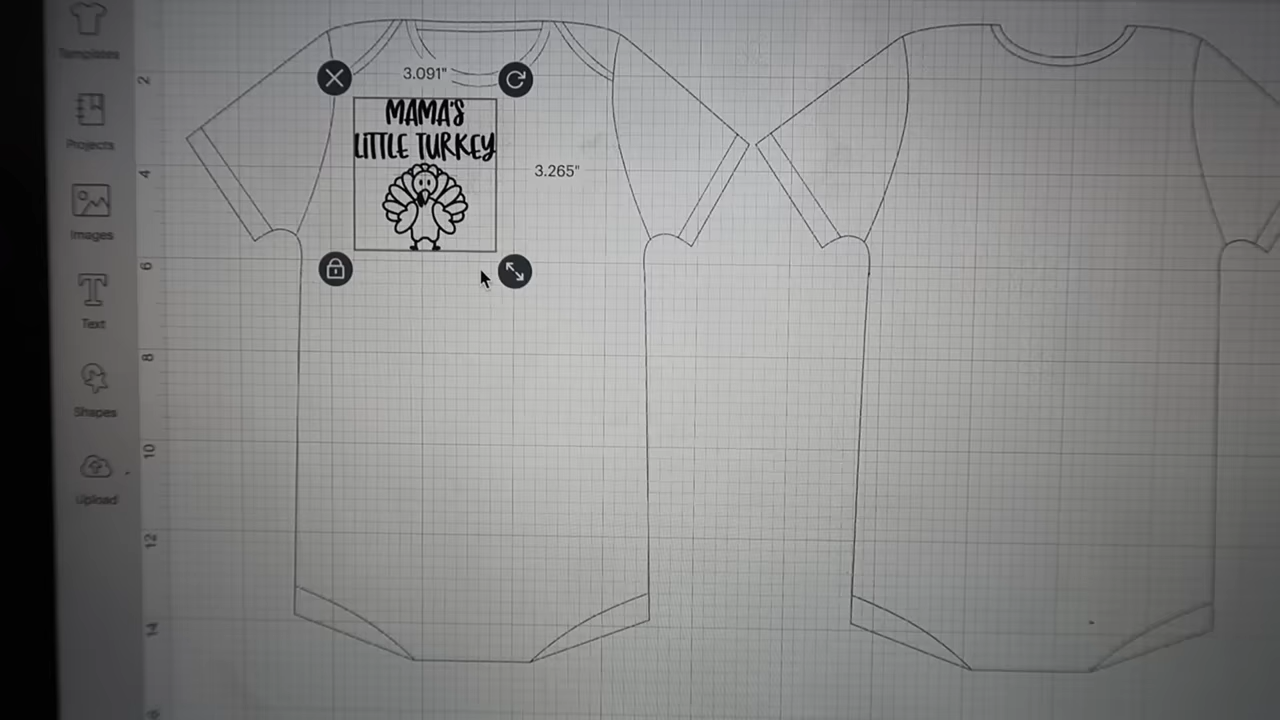 Templates
Projects
Images
Text
Shapes
Upload
2
4
6
8
10
12
14
3.091"
3.265"
MAMA'S
LITTLE TURKEY